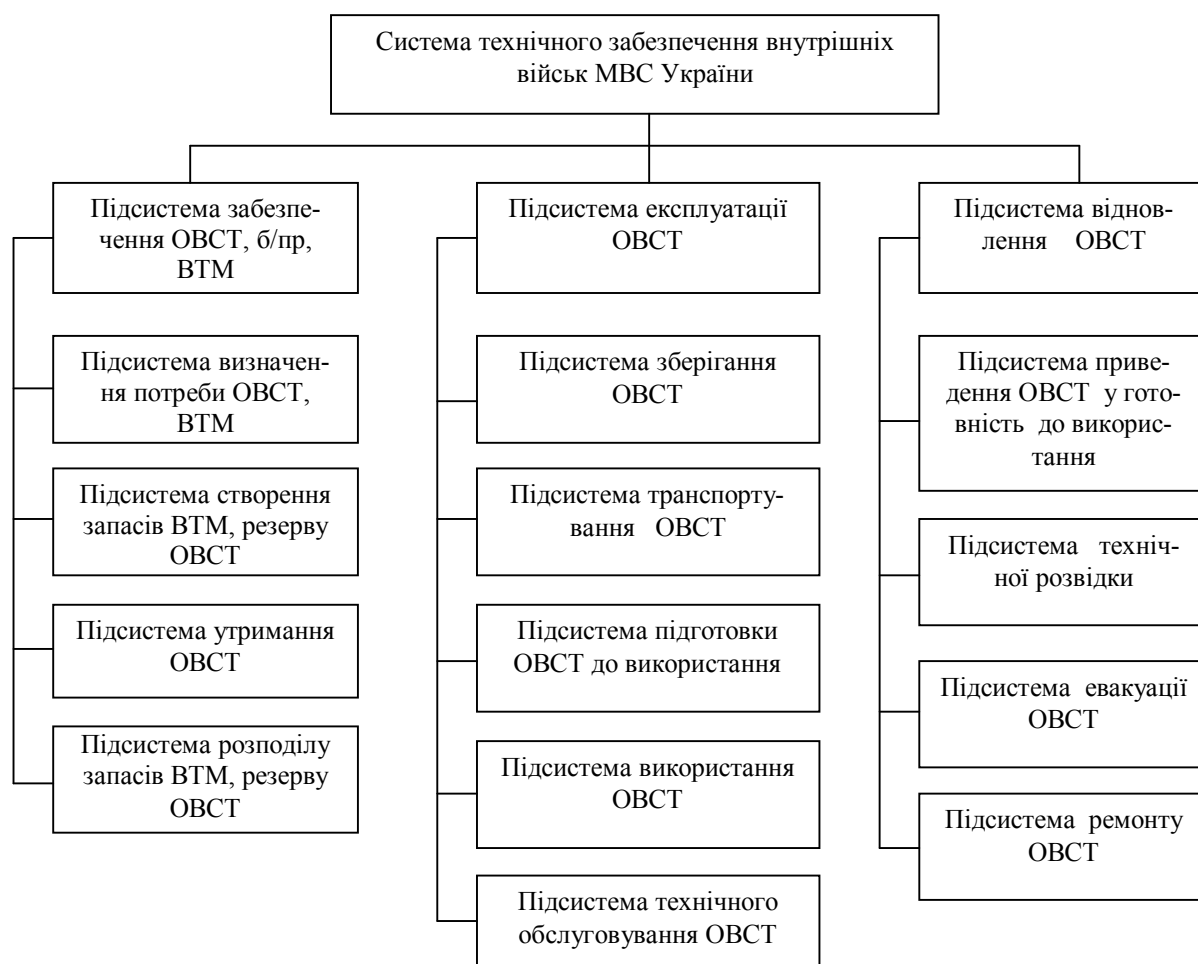 Система технічного забезпечення внутрішніх
військ МВС України
Підсистема забезпе-
чення ОВСТ, б/пр,
ВТМ
Підсистема визначен-
ня потреби ОВСТ,
ВТМ
Підсистема створення
запасів ВТМ, резерву
ОВСТ
Підсистема утримання
ОВСТ
Підсистема розподілу
запасів ВТМ, резерву
ОВСТ
Підсистема експлуатації
ОВСТ
Підсистема зберігання
ОВСТ
Підсистема транспорту-
вання ОВСТ
Підсистема підготовки
ОВСТ до використання
Підсистема використання
ОВСТ
Підсистема технічного
обслуговування ОВСТ
Підсистема віднов-
лення ОВСТ
Підсистема приве-
дення ОВСТ у гото-
вність до викорис-
тання
Підсистема техніч-
ної розвідки
Підсистема евакуації
ОВСТ
Підсистема ремонту
ОВСТ